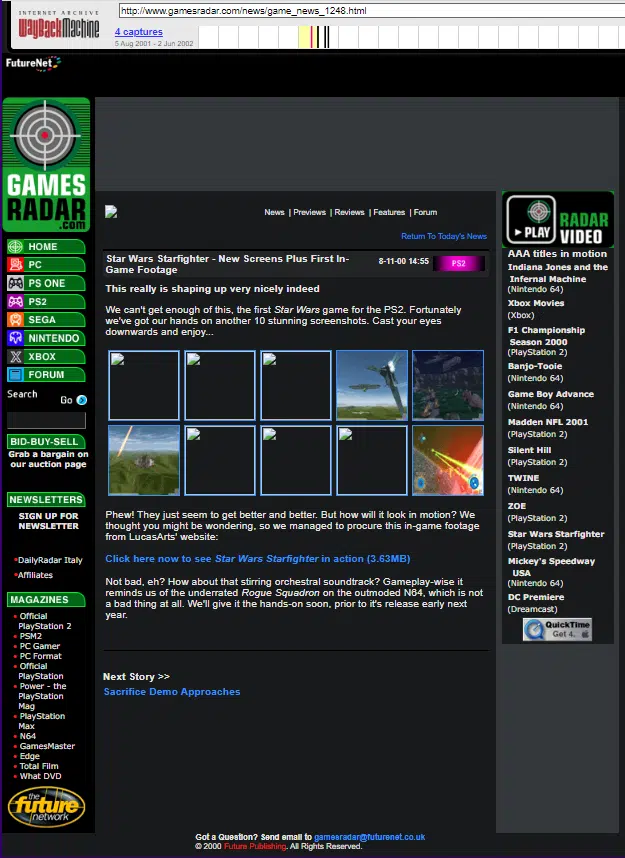 INTERNET ARCHIVE
WayBackMachine
http://www.gamesradar.com/news/game_news_1248.html
4 captures
5 Aug 2001 - 2 Jun 2002
FutureNet
GAMES
RADAR
.com
HOME
PC
PS ONE
PS2
SEGA
NINTENDO
XBOX
FORUM
Search
Go
BID-BUY-SELL
Grab a bargain on
our auction page
NEWSLETTERS
SIGN UP FOR
NEWSLETTER
DailyRadar Italy
Affiliates
MAGAZINES
Official
PlayStation 2
PSM2
PC Gamer
PC Format
Official
PlayStation
Power - the
PlayStation
Mag
PlayStation
Max
N64
GamesMaster
Edge
Total Film
What DVD
the
future
network
News | Previews | Reviews | Features | Forum
Return To Today's News
Star Wars Starfighter - New Screens Plus First In-
Game Footage
8-11-00 14:55
PS2
This really is shaping up very nicely indeed
We can't get enough of this, the first Star Wars game for the PS2. Fortunately
we've got our hands on another 10 stunning screenshots. Cast your eyes
downwards and enjoy...
Phew! They just seem to get better and better. But how will it look in motion? We
thought you might be wondering, so we managed to procure this in-game footage
from LucasArts' website:
Click here now to see Star Wars Starfighter in action (3.63MB)
Not bad, eh? How about that stirring orchestral soundtrack? Gameplay-wise it
reminds us of the underrated Rogue Squadron on the outmoded N64, which is not
a bad thing at all. We'll give it the hands-on soon, prior to it's release early next
year.
Next Story >>
Sacrifice Demo Approaches
PLAY
RADAR
VIDEO
AAA titles in motion
Indiana Jones and the
Infernal Machine
(Nintendo 64)
Xbox Movies
(Xbox)
F1 Championship
Season 2000
(PlayStation 2)
Banjo-Tooie
(Nintendo 64)
Game Boy Advance
(Nintendo 64)
Madden NFL 2001
(PlayStation 2)
Silent Hill
(PlayStation 2)
TWINE
(Nintendo 64)
ZOE
(PlayStation 2)
Star Wars Starfighter
(PlayStation 2)
Mickey's Speedway
USA
(Nintendo 64)
DC Premiere
(Dreamcast)
QuickTime
Get 4.
Got a Question? Send email to gamesradar@futurenet.co.uk
© 2000 Future Publishing. All Rights Reserved.